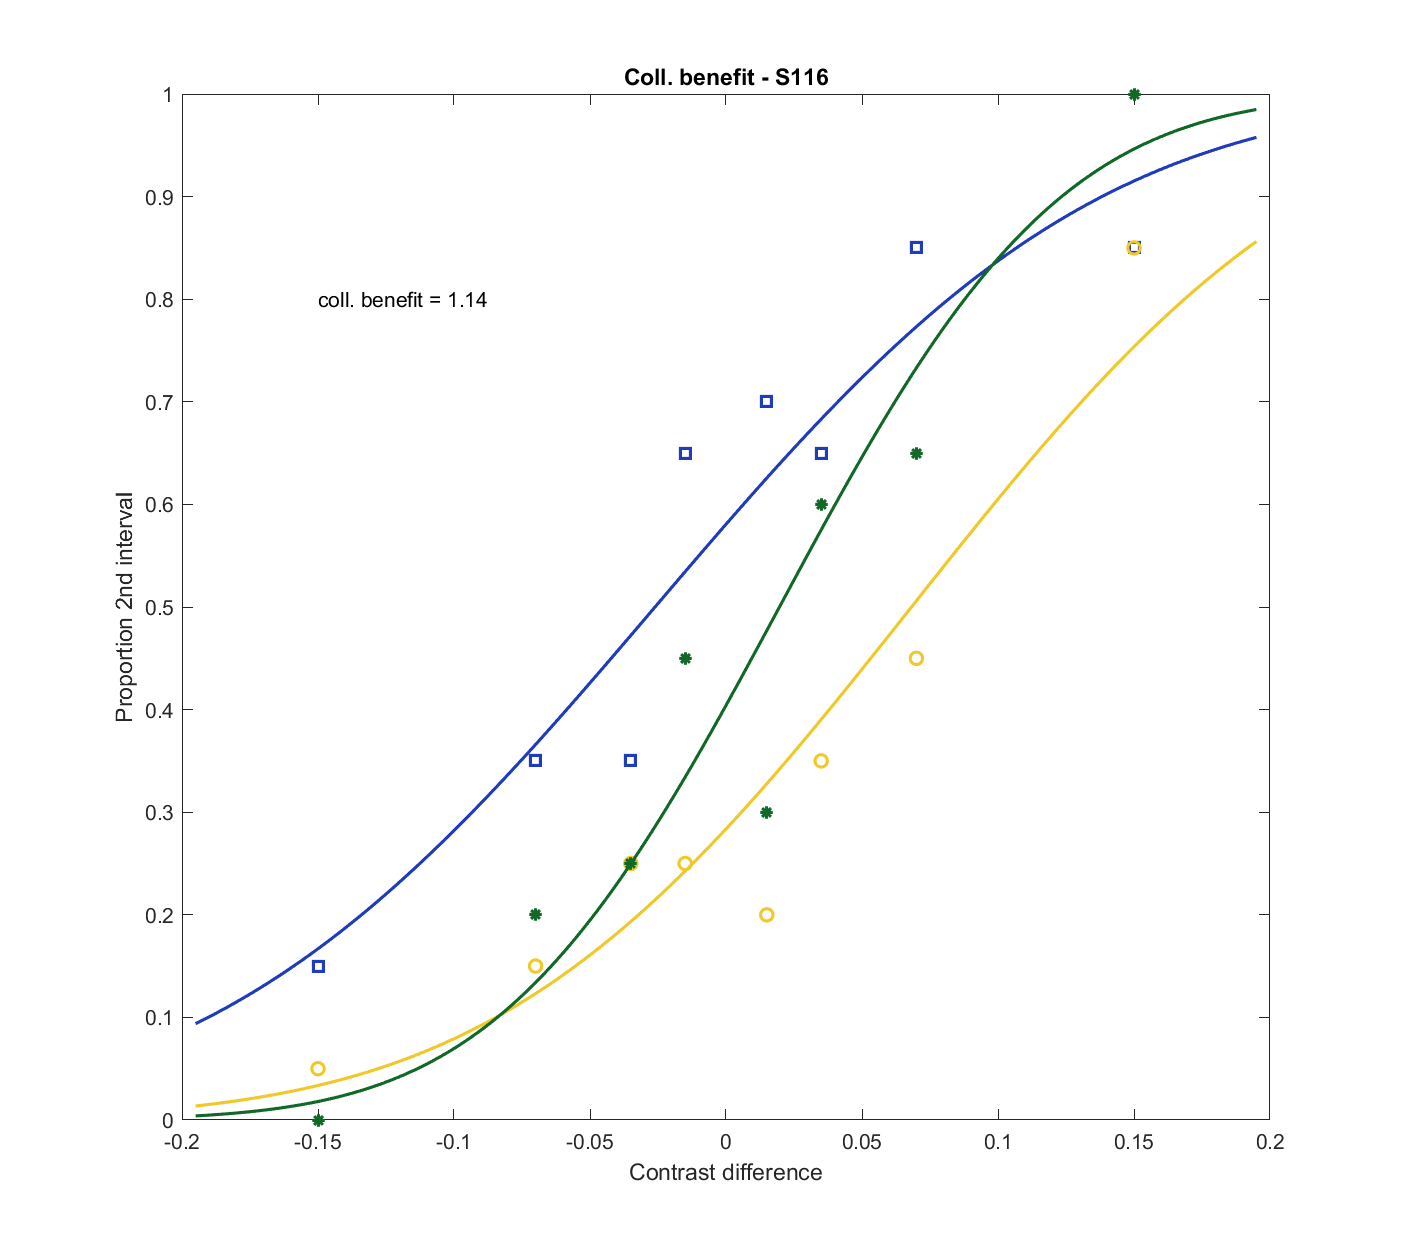 Coll. benefit - S116
1
0.9
0.8
0.7
0.6
0.5
0.4
0.3
0.2
0.1
0
coll. benefit = 1.14
Proportion 2nd interval
-0.2 -0.15 -0.1 -0.05 0 0.05 0.1 0.15 0.2
Contrast difference